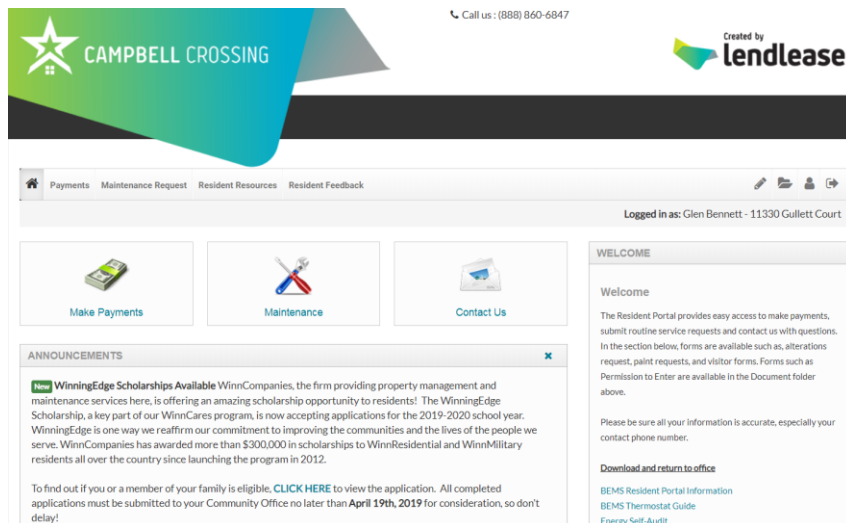 Call us : (888) 860-6847
CAMPBELL CROSSING
Created by
lendlease
Payments Maintenance Request Resident Resources Resident Feedback
Logged in as: Glen Bennett - 11330 Gullett Court
Make Payments
Maintenance
Contact Us
ANNOUNCEMENTS
New WinningEdge Scholarships Available WinnCompanies, the firm providing property management and
maintenance services here, is offering an amazing scholarship opportunity to residents! The WinningEdge
Scholarship, a key part of our WinnCares program, is now accepting applications for the 2019-2020 school year.
WinningEdge is one way we reaffirm our commitment to improving the communities and the lives of the people we
serve. WinnCompanies has awarded more than $300,000 in scholarships to WinnResidential and WinnMilitary
residents all over the country since launching the program in 2012.
To find out if you or a member of your family is eligible, CLICK HERE to view the application. All completed
applications must be submitted to your Community Office no later than April 19th, 2019 for consideration, so don't
delay!
WELCOME
Welcome
The Resident Portal provides easy access to make payments,
submit routine service requests and contact us with questions.
In the section below, forms are available such as, alterations
request, paint requests, and visitor forms. Forms such as
Permission to Enter are available in the Document folder
above.
Please be sure all your information is accurate, especially your
contact phone number.
Download and return to office
BEMS Resident Portal Information
BEMS Thermostat Guide
Energy Self-Audit